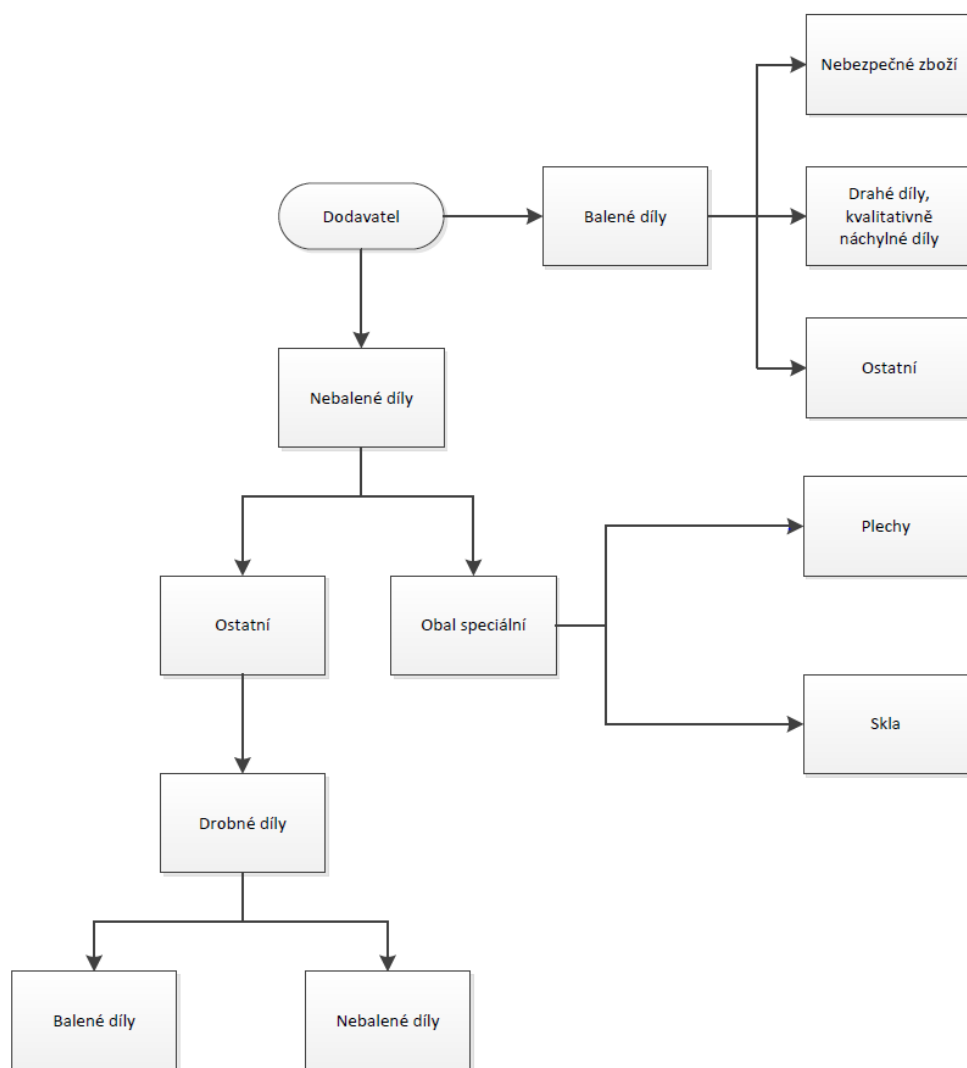 Nebezpečné zboží
Dodavatel
Balené díly
Drahé díly,
kvalitativně
náchylné díly
Ostatní
Nebalené díly
Plechy
Ostatní
Obal speciální
Skla
Drobné díly
Balené díly
Nebalené díly